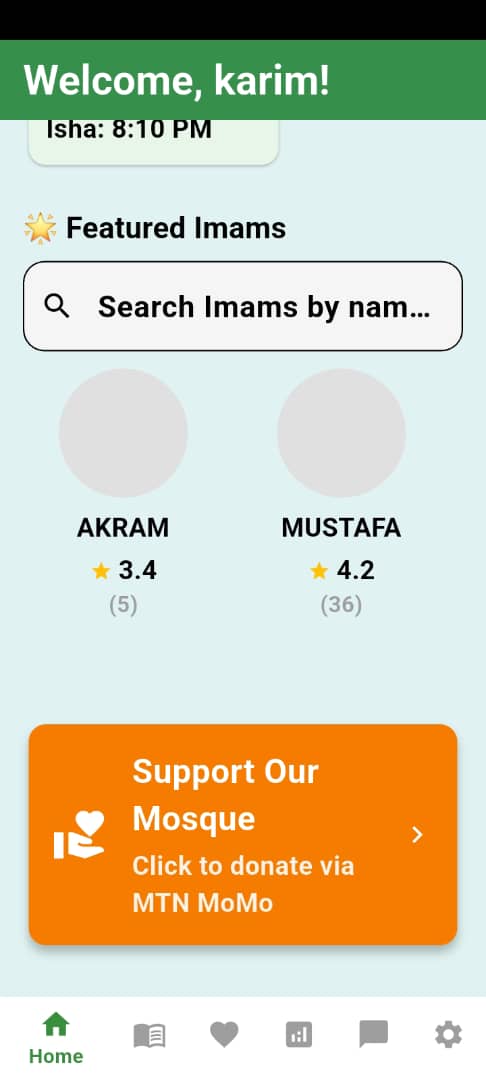 Welcome, karim!
Isha: 8:10 PM
🌟 Featured Imams
Search Imams by nam...
AKRAM
MUSTAFA
★ 3.4
★ 4.2
(5)
(36)
Support Our
Mosque
Click to donate via
MTN MoMo
Home